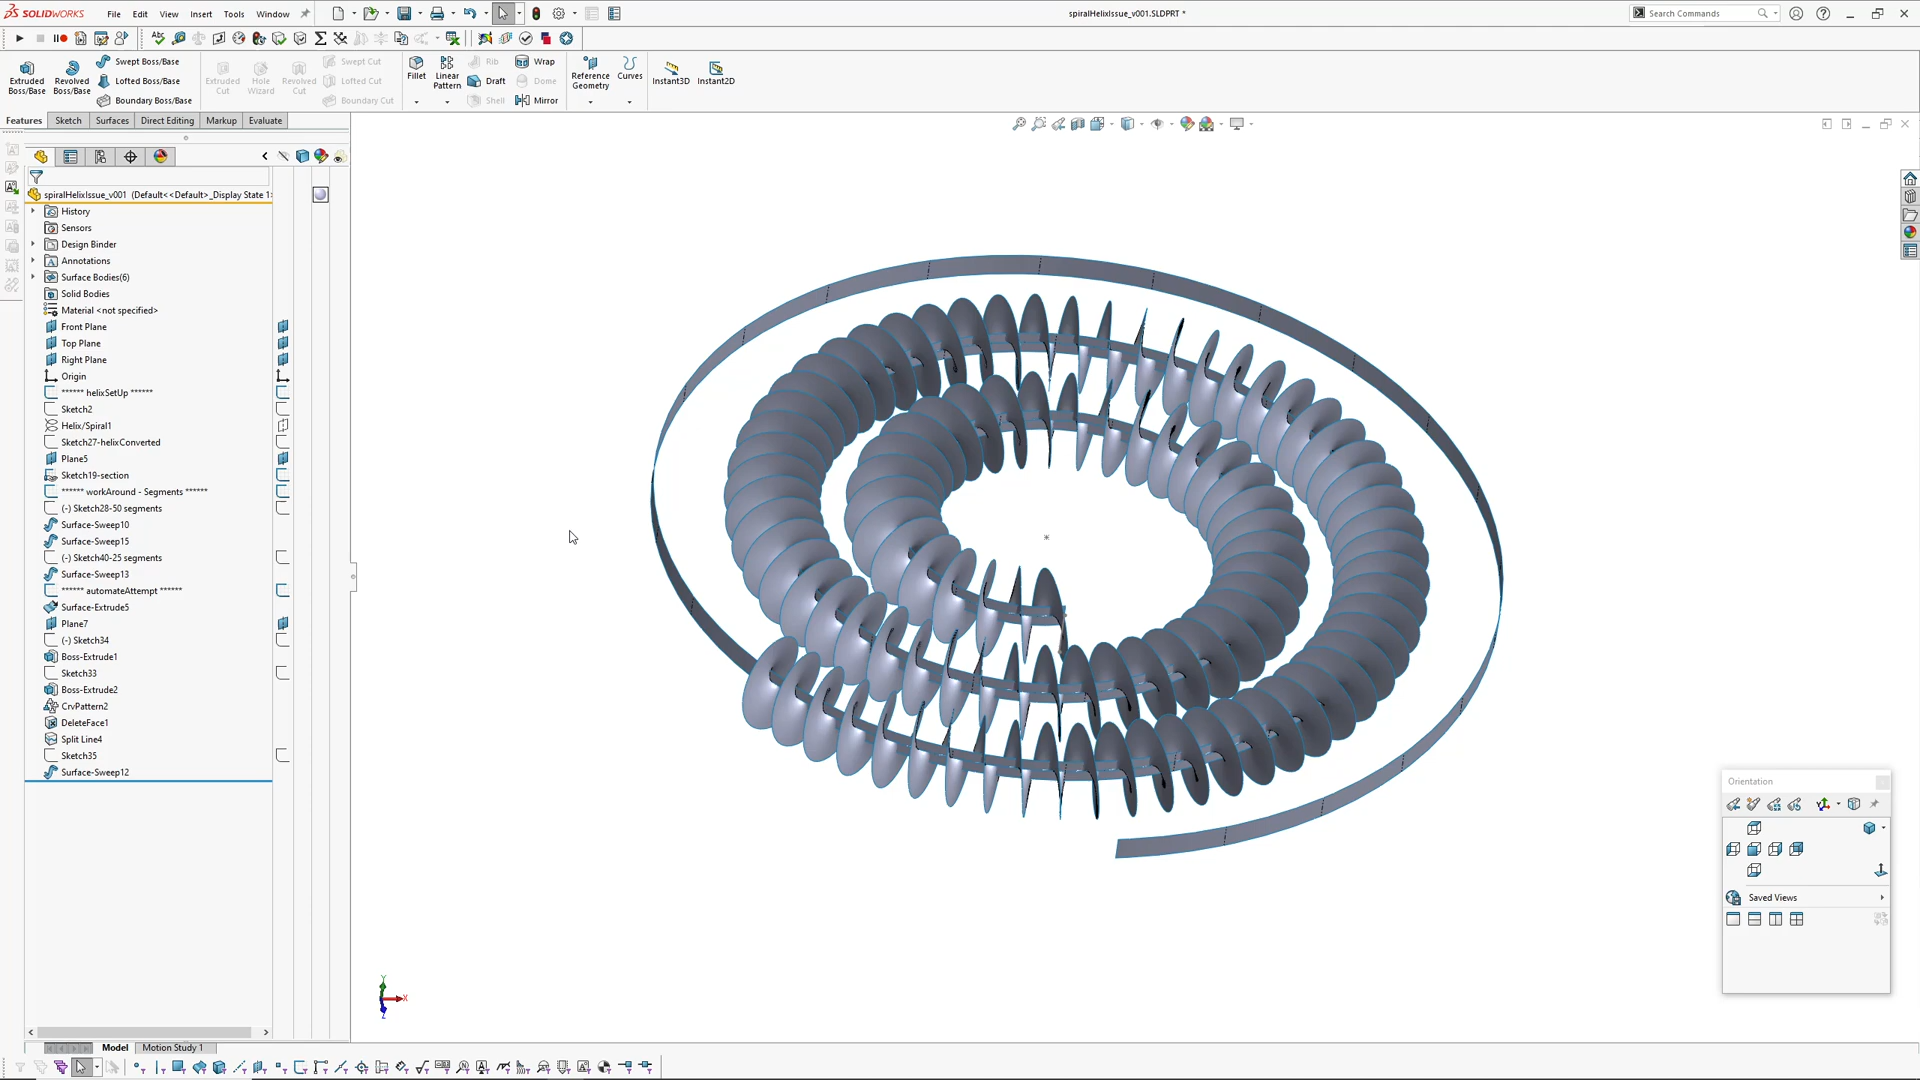 SOLIDWORKS File Edit View Insert Tools Window spiralHelixIssue_v001.SLDPRT * Search Commands
Extruded Boss/Base
Revolved Boss/Base
Swept Boss/Base
Lofted Boss/Base
Boundary Boss/Base
Extruded Cut
Hole Wizard
Revolved Cut
Swept Cut
Lofted Cut
Boundary Cut
Fillet
Linear Pattern
Rib
Draft
Shell
Wrap
Dome
Mirror
Reference Geometry
Curves
Instant3D
Instant2D
Features Sketch Surfaces Direct Editing Markup Evaluate
spiralHelixIssue_v001 (Default<<Default>_Display State 1:
History
Sensors
Design Binder
Annotations
Surface Bodies(6)
Solid Bodies
Material <not specified>
Front Plane
Top Plane
Right Plane
Origin
****** helixSetUp ******
Sketch2
Helix/Spiral1
Sketch27-helixConverted
Plane5
Sketch19-section
****** workAround - Segments ******
(-) Sketch28-50 segments
Surface-Sweep10
Surface-Sweep15
(-) Sketch40-25 segments
Surface-Sweep13
****** automateAttempt ******
Surface-Extrude5
Plane7
(-) Sketch34
Boss-Extrude1
Sketch33
Boss-Extrude2
CrvPattern2
DeleteFace1
Split Line4
Sketch35
Surface-Sweep12
Orientation
Saved Views
Y
X
Z
Model Motion Study 1